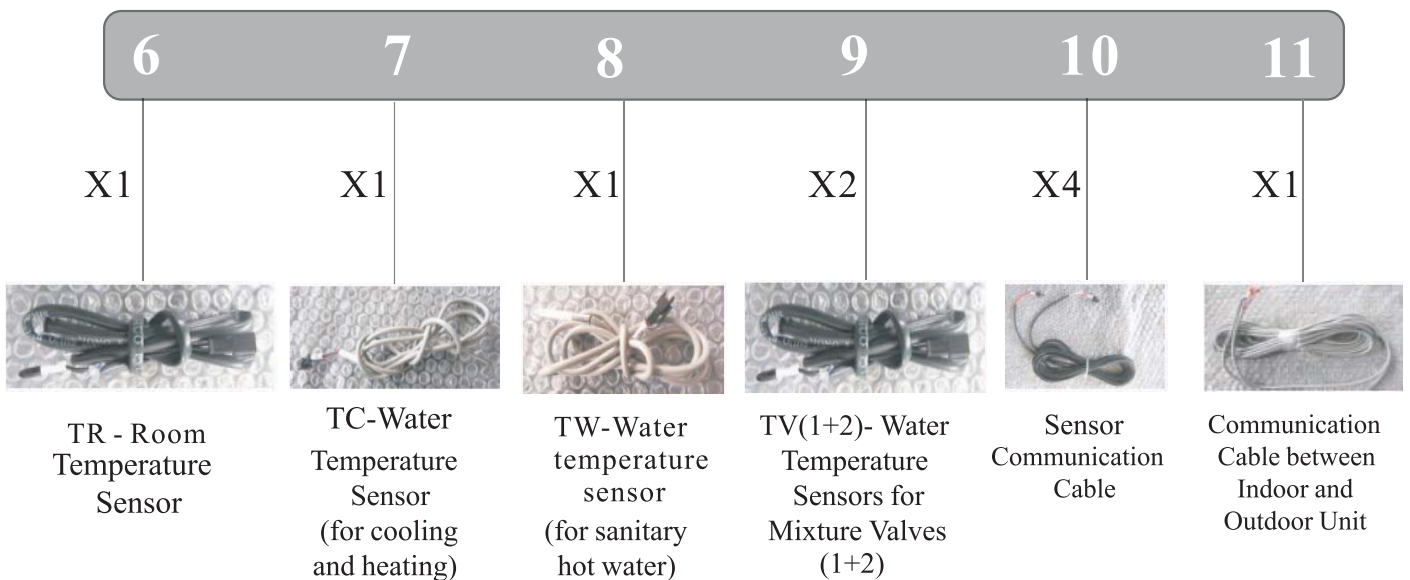 6 7 8 9 10 11
X1 X1 X1 X2 X4 X1
TR - Room
Temperature
Sensor
TC-Water
Temperature
Sensor
(for cooling
and heating)
TW-Water
temperature
sensor
(for sanitary
hot water)
TV(1+2)- Water
Temperature
Sensors for
Mixture Valves
(1+2)
Sensor
Communication
Cable
Communication
Cable between
Indoor and
Outdoor Unit